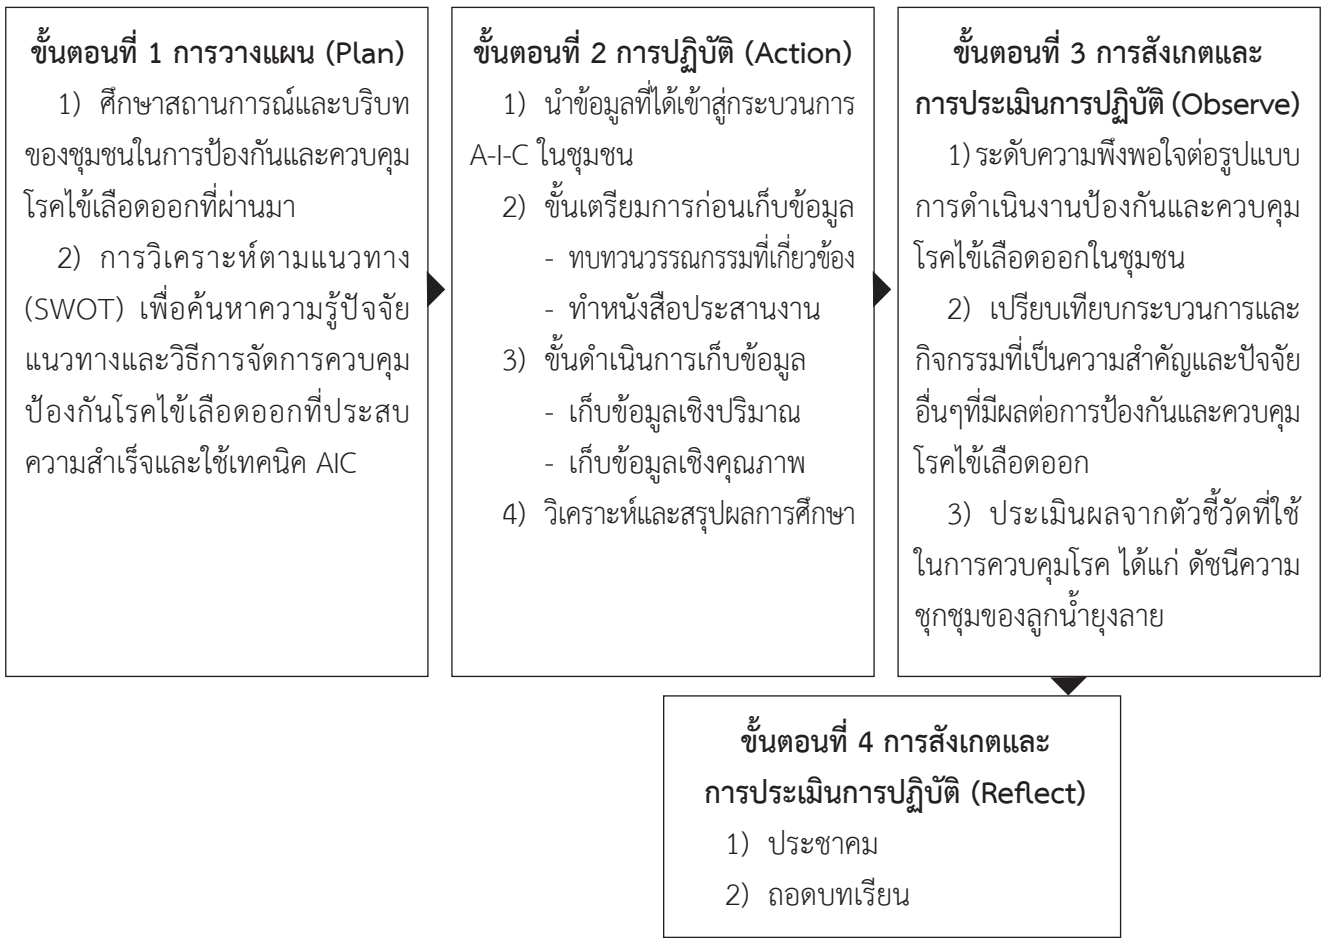 ขั้นตอนที่ 1 การวางแผน (Plan)
1) ศึกษาสถานการณ์และบริบท
ของชุมชนในการป้องกันและควบคุม
โรคไข้เลือดออกที่ผ่านมา
2) การวิเคราะห์ตามแนวทาง
(SWOT) เพื่อค้นหาความรู้ปัจจัย
แนวทางและวิธีการจัดการควบคุม
ป้องกันโรคไข้เลือดออกที่ประสบ
ความสำเร็จและใช้เทคนิค AIC
ขั้นตอนที่ 2 การปฏิบัติ (Action)
1) นำข้อมูลที่ได้เข้าสู่กระบวนการ
A-I-C ในชุมชน
2) ขั้นเตรียมการก่อนเก็บข้อมูล
- ทบทวนวรรณกรรมที่เกี่ยวข้อง
- ทำหนังสือประสานงาน
3) ขั้นดำเนินการเก็บข้อมูล
- เก็บข้อมูลเชิงปริมาณ
- เก็บข้อมูลเชิงคุณภาพ
4) วิเคราะห์และสรุปผลการศึกษา
ขั้นตอนที่ 3 การสังเกตและ
การประเมินการปฏิบัติ (Observe)
1) ระดับความพึงพอใจต่อรูปแบบ
การดำเนินงานป้องกันและควบคุม
โรคไข้เลือดออกในชุมชน
2) เปรียบเทียบกระบวนการและ
กิจกรรมที่เป็นความสำคัญและปัจจัย
อื่นๆที่มีผลต่อการป้องกันและควบคุม
โรคไข้เลือดออก
3) ประเมินผลจากตัวชี้วัดที่ใช้
ในการควบคุมโรค ได้แก่ ดัชนีความ
ชุกชุมของลูกน้ำยุงลาย
ขั้นตอนที่ 4 การสังเกตและ
การประเมินการปฏิบัติ (Reflect)
1) ประชาคม
2) ถอดบทเรียน